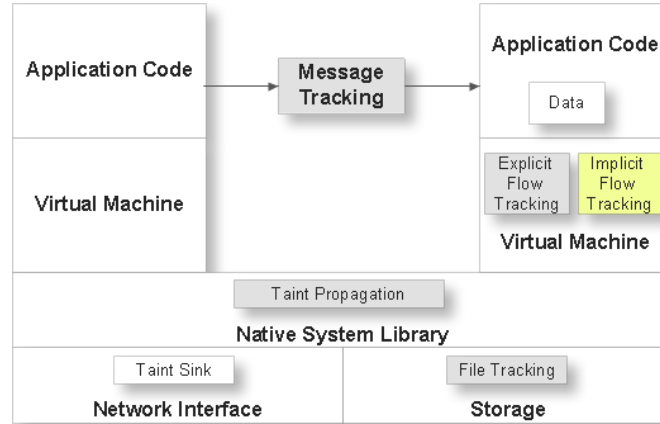 Application Code
Message
Tracking
Application Code
Data
Virtual Machine
Explicit
Flow
Tracking
Implicit
Flow
Tracking
Virtual Machine
Taint Propagation
Native System Library
Taint Sink
Network Interface
File Tracking
Storage